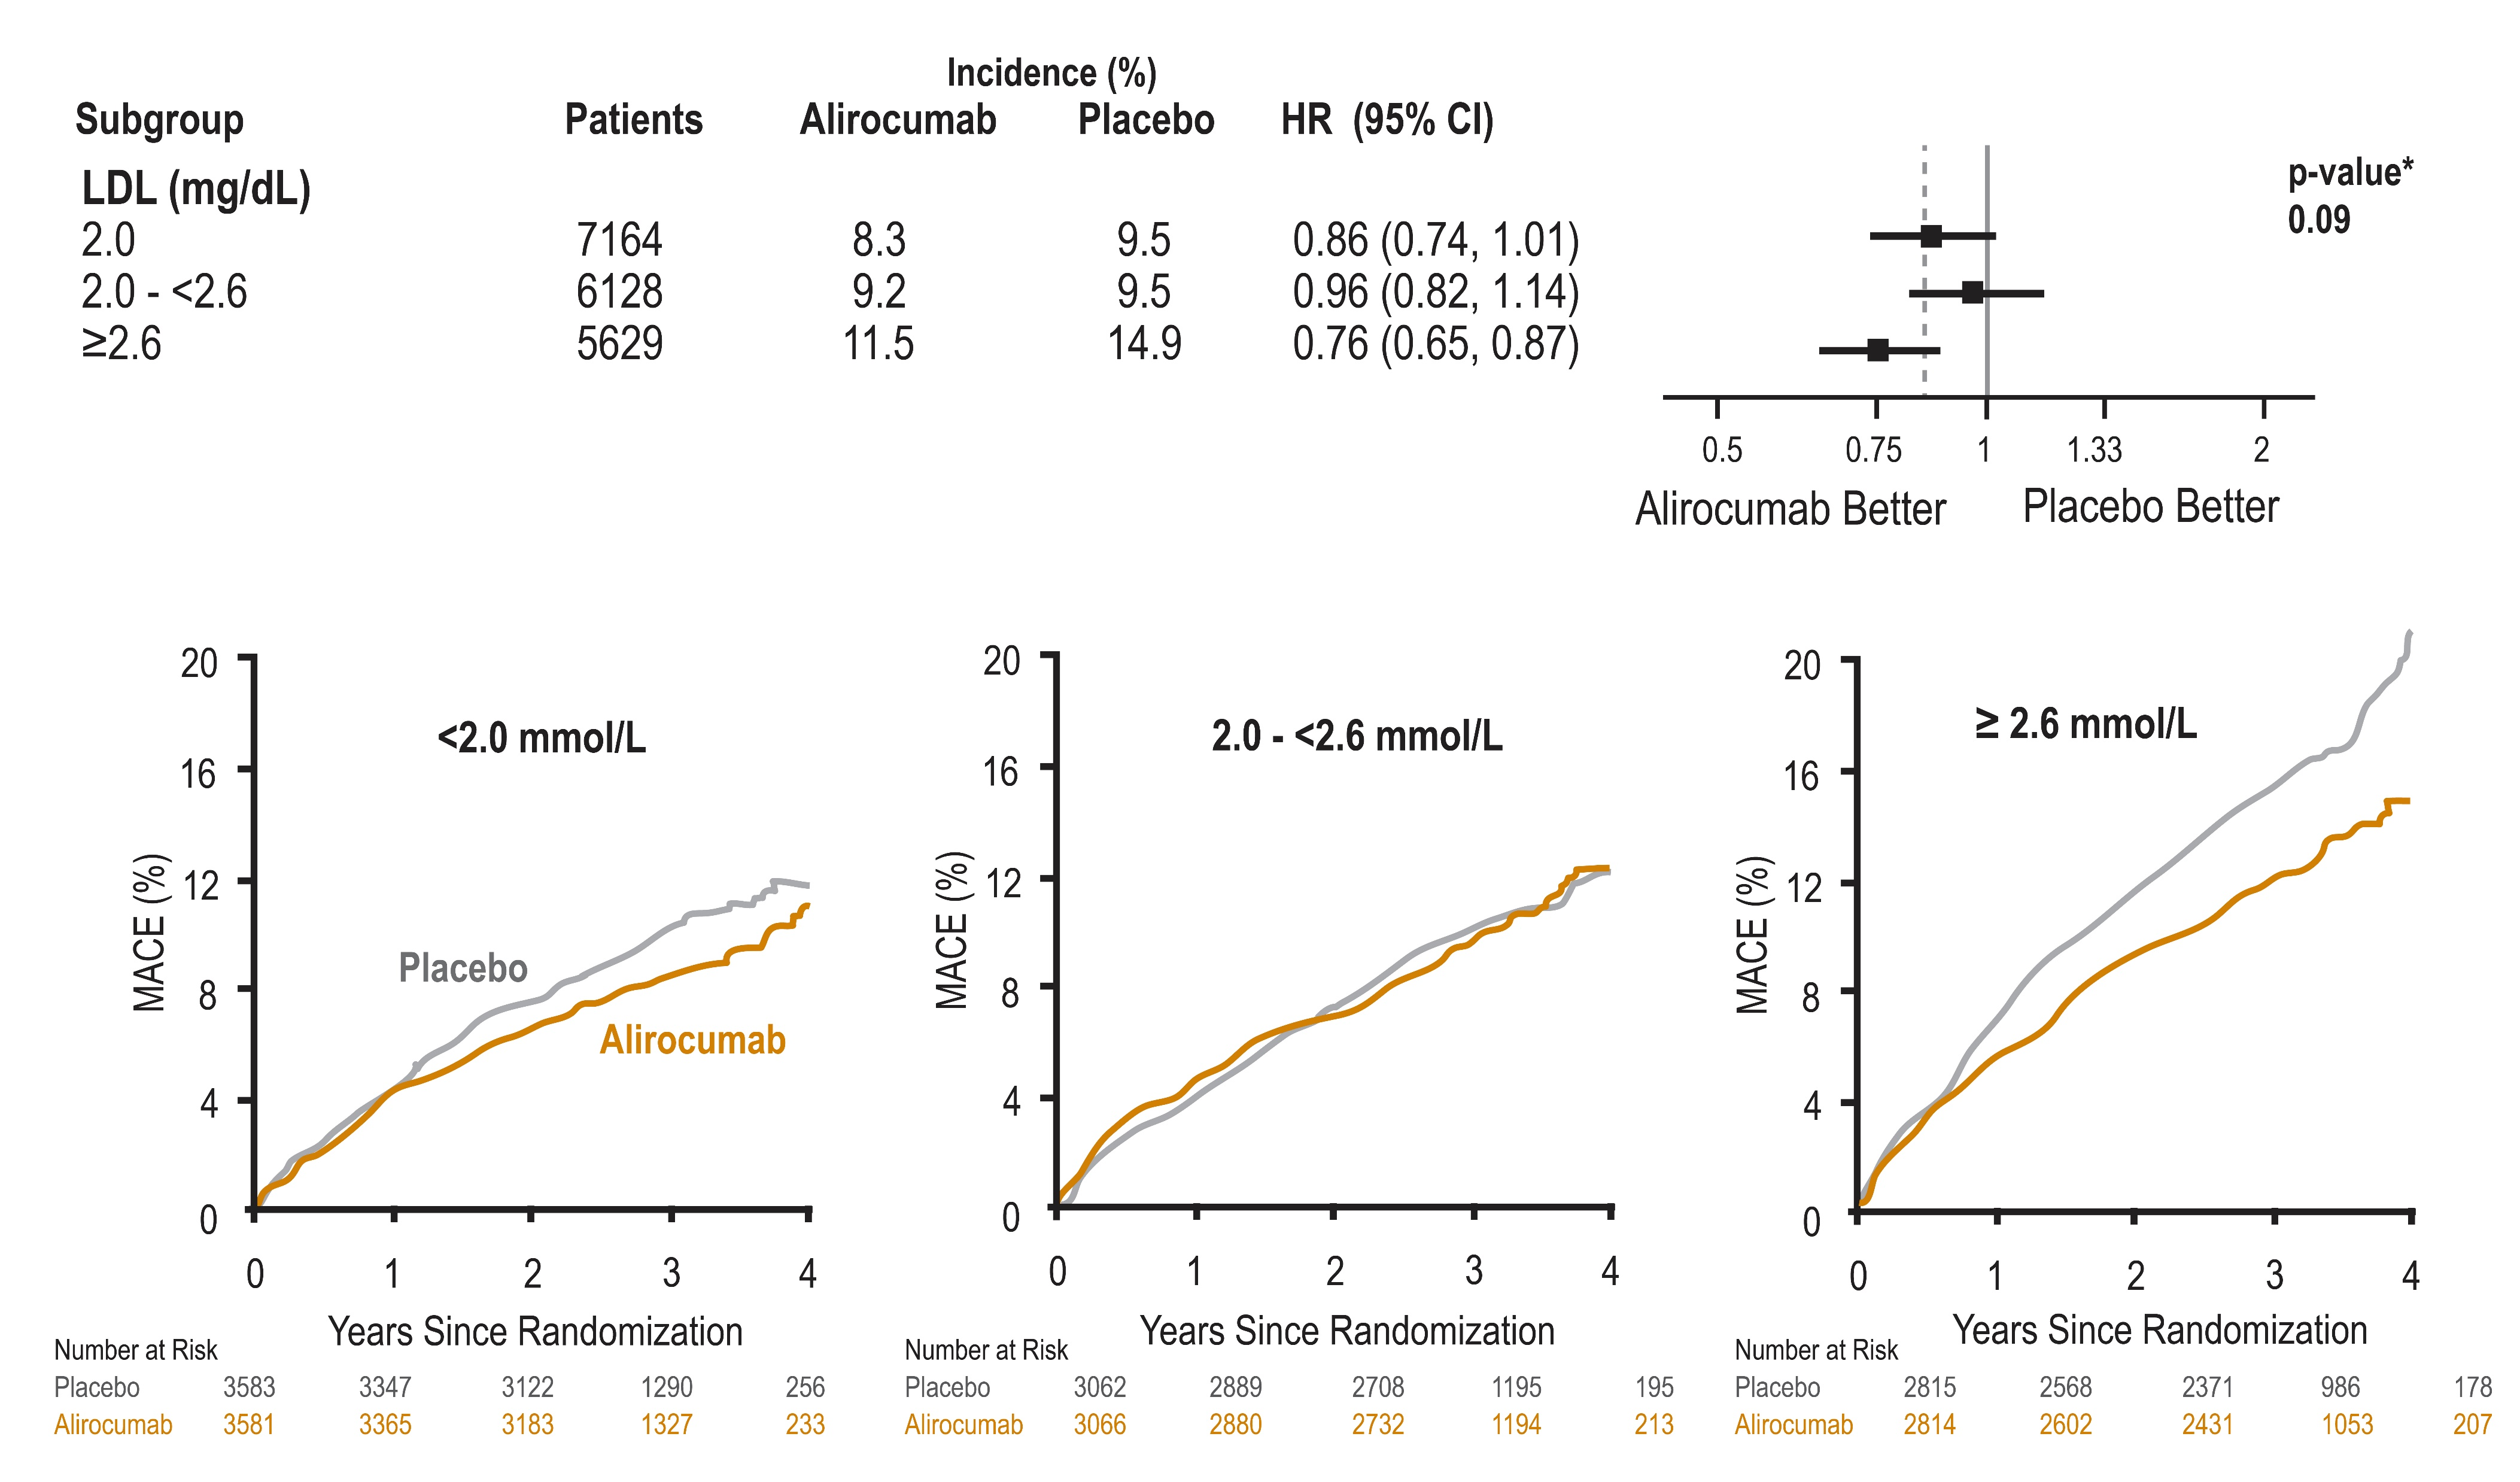 Incidence (%)
Subgroup Patients Alirocumab Placebo HR (95% CI)
LDL (mg/dL)
p-value*
2.0 7164 8.3 9.5 0.86 (0.74, 1.01)
0.09
2.0 - <2.6 6128 9.2 9.5 0.96 (0.82, 1.14)
≥2.6 5629 11.5 14.9 0.76 (0.65, 0.87)
0.5 0.75 1 1.33 2
Alirocumab Better Placebo Better
<2.0 mmol/L
MACE (%)
20
16
12
8
4
0
Placebo
Alirocumab
0 1 2 3 4
Years Since Randomization
Number at Risk
Placebo 3583 3347 3122 1290 256
Alirocumab 3581 3365 3183 1327 233
2.0 - <2.6 mmol/L
MACE (%)
20
16
12
8
4
0
0 1 2 3 4
Years Since Randomization
Number at Risk
Placebo 3062 2889 2708 1195 195
Alirocumab 3066 2880 2732 1194 213
≥ 2.6 mmol/L
MACE (%)
20
16
12
8
4
0
0 1 2 3 4
Years Since Randomization
Number at Risk
Placebo 2815 2568 2371 986 178
Alirocumab 2814 2602 2431 1053 207